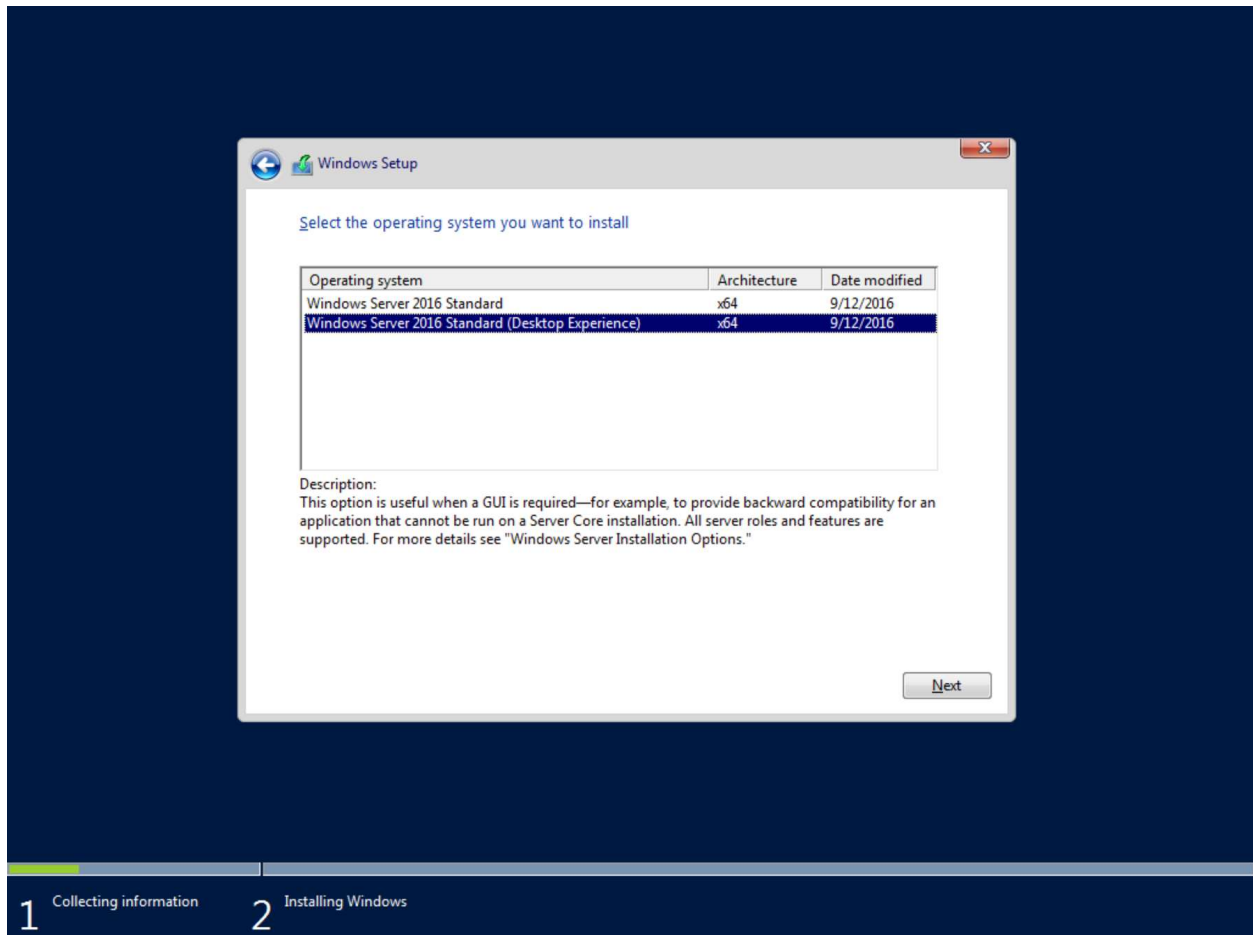 Windows Setup
Select the operating system you want to install
Operating system Architecture Date modified
Windows Server 2016 Standard x64 9/12/2016
Windows Server 2016 Standard (Desktop Experience) x64 9/12/2016
Description:
This option is useful when a GUI is required—for example, to provide backward compatibility for an
application that cannot be run on a Server Core installation. All server roles and features are
supported. For more details see "Windows Server Installation Options."
Next
1 Collecting information 2 Installing Windows